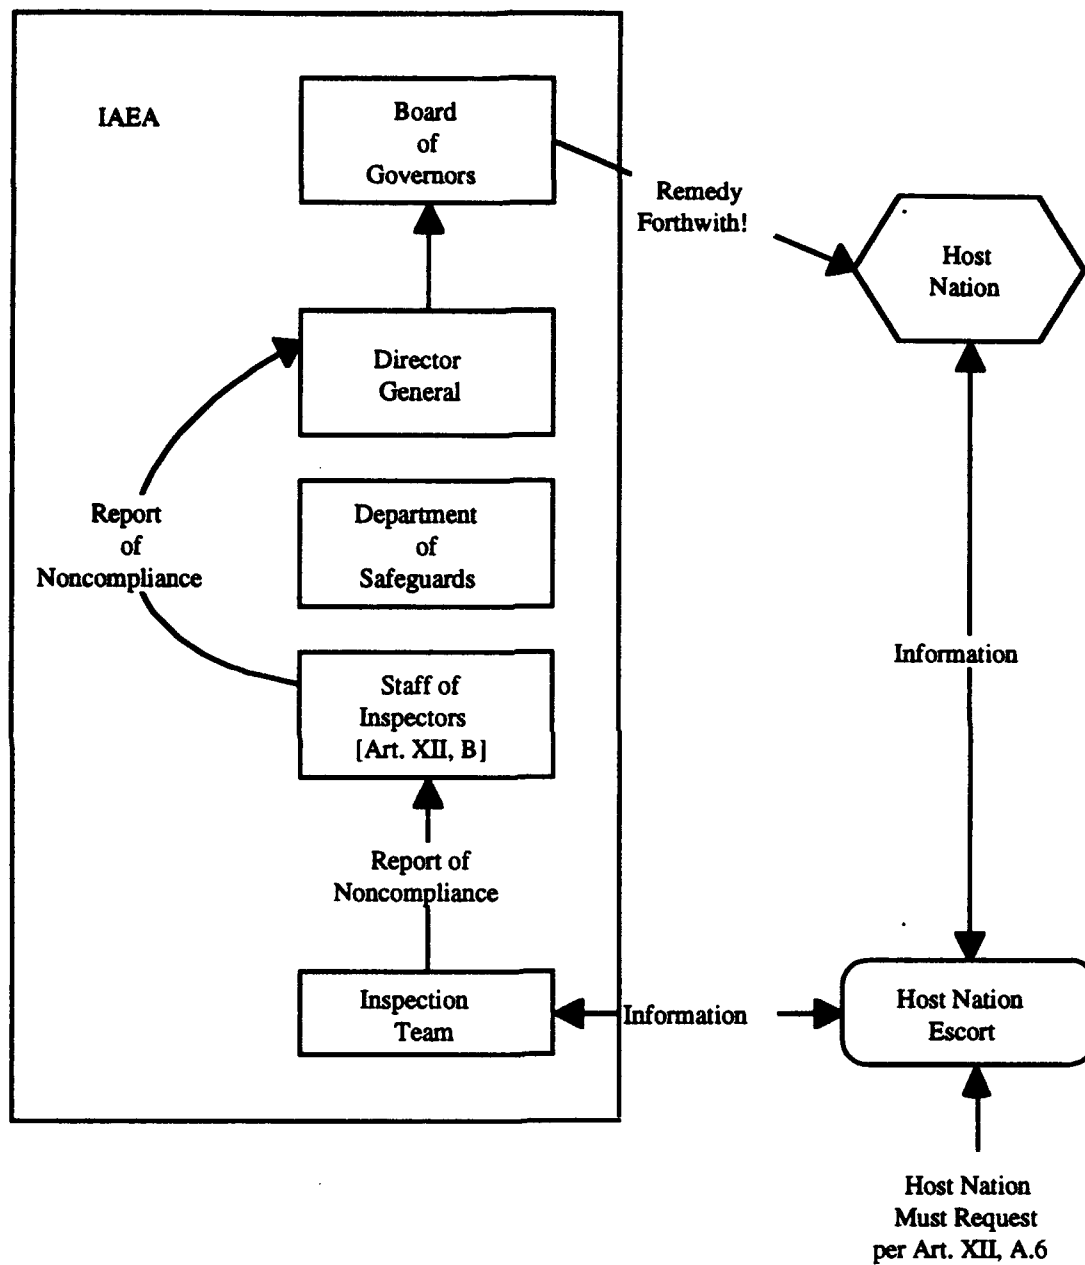 IAEA
Board
of
Governors
Remedy
Forthwith!
Host
Nation
Director
General
Report
of
Noncompliance
Department
of
Safeguards
Information
Staff of
Inspectors
[Art. XII, B]
Report of
Noncompliance
Inspection
Team
Information
Host Nation
Escort
Host Nation
Must Request
per Art. XII, A.6